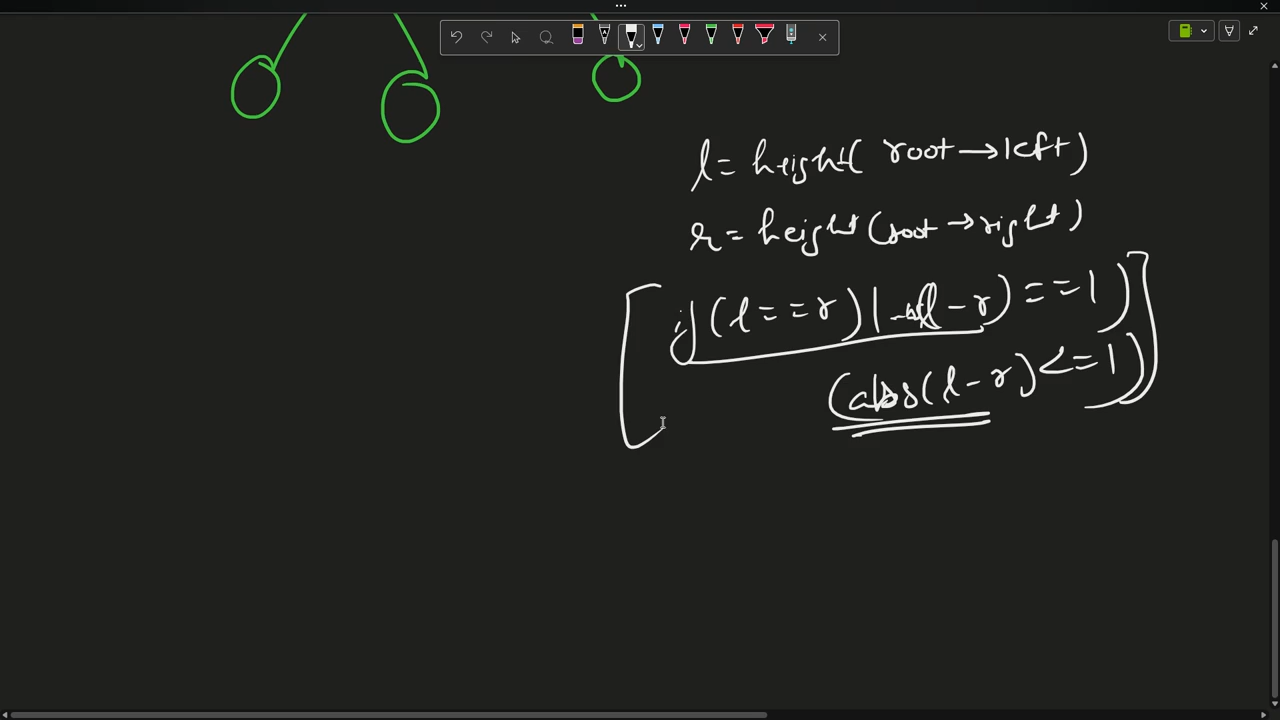 l = height( root → left )
r = height(root → right )
if ( l = = r ) | (l - r) = = 1 )
(abs(l - r) <= 1)